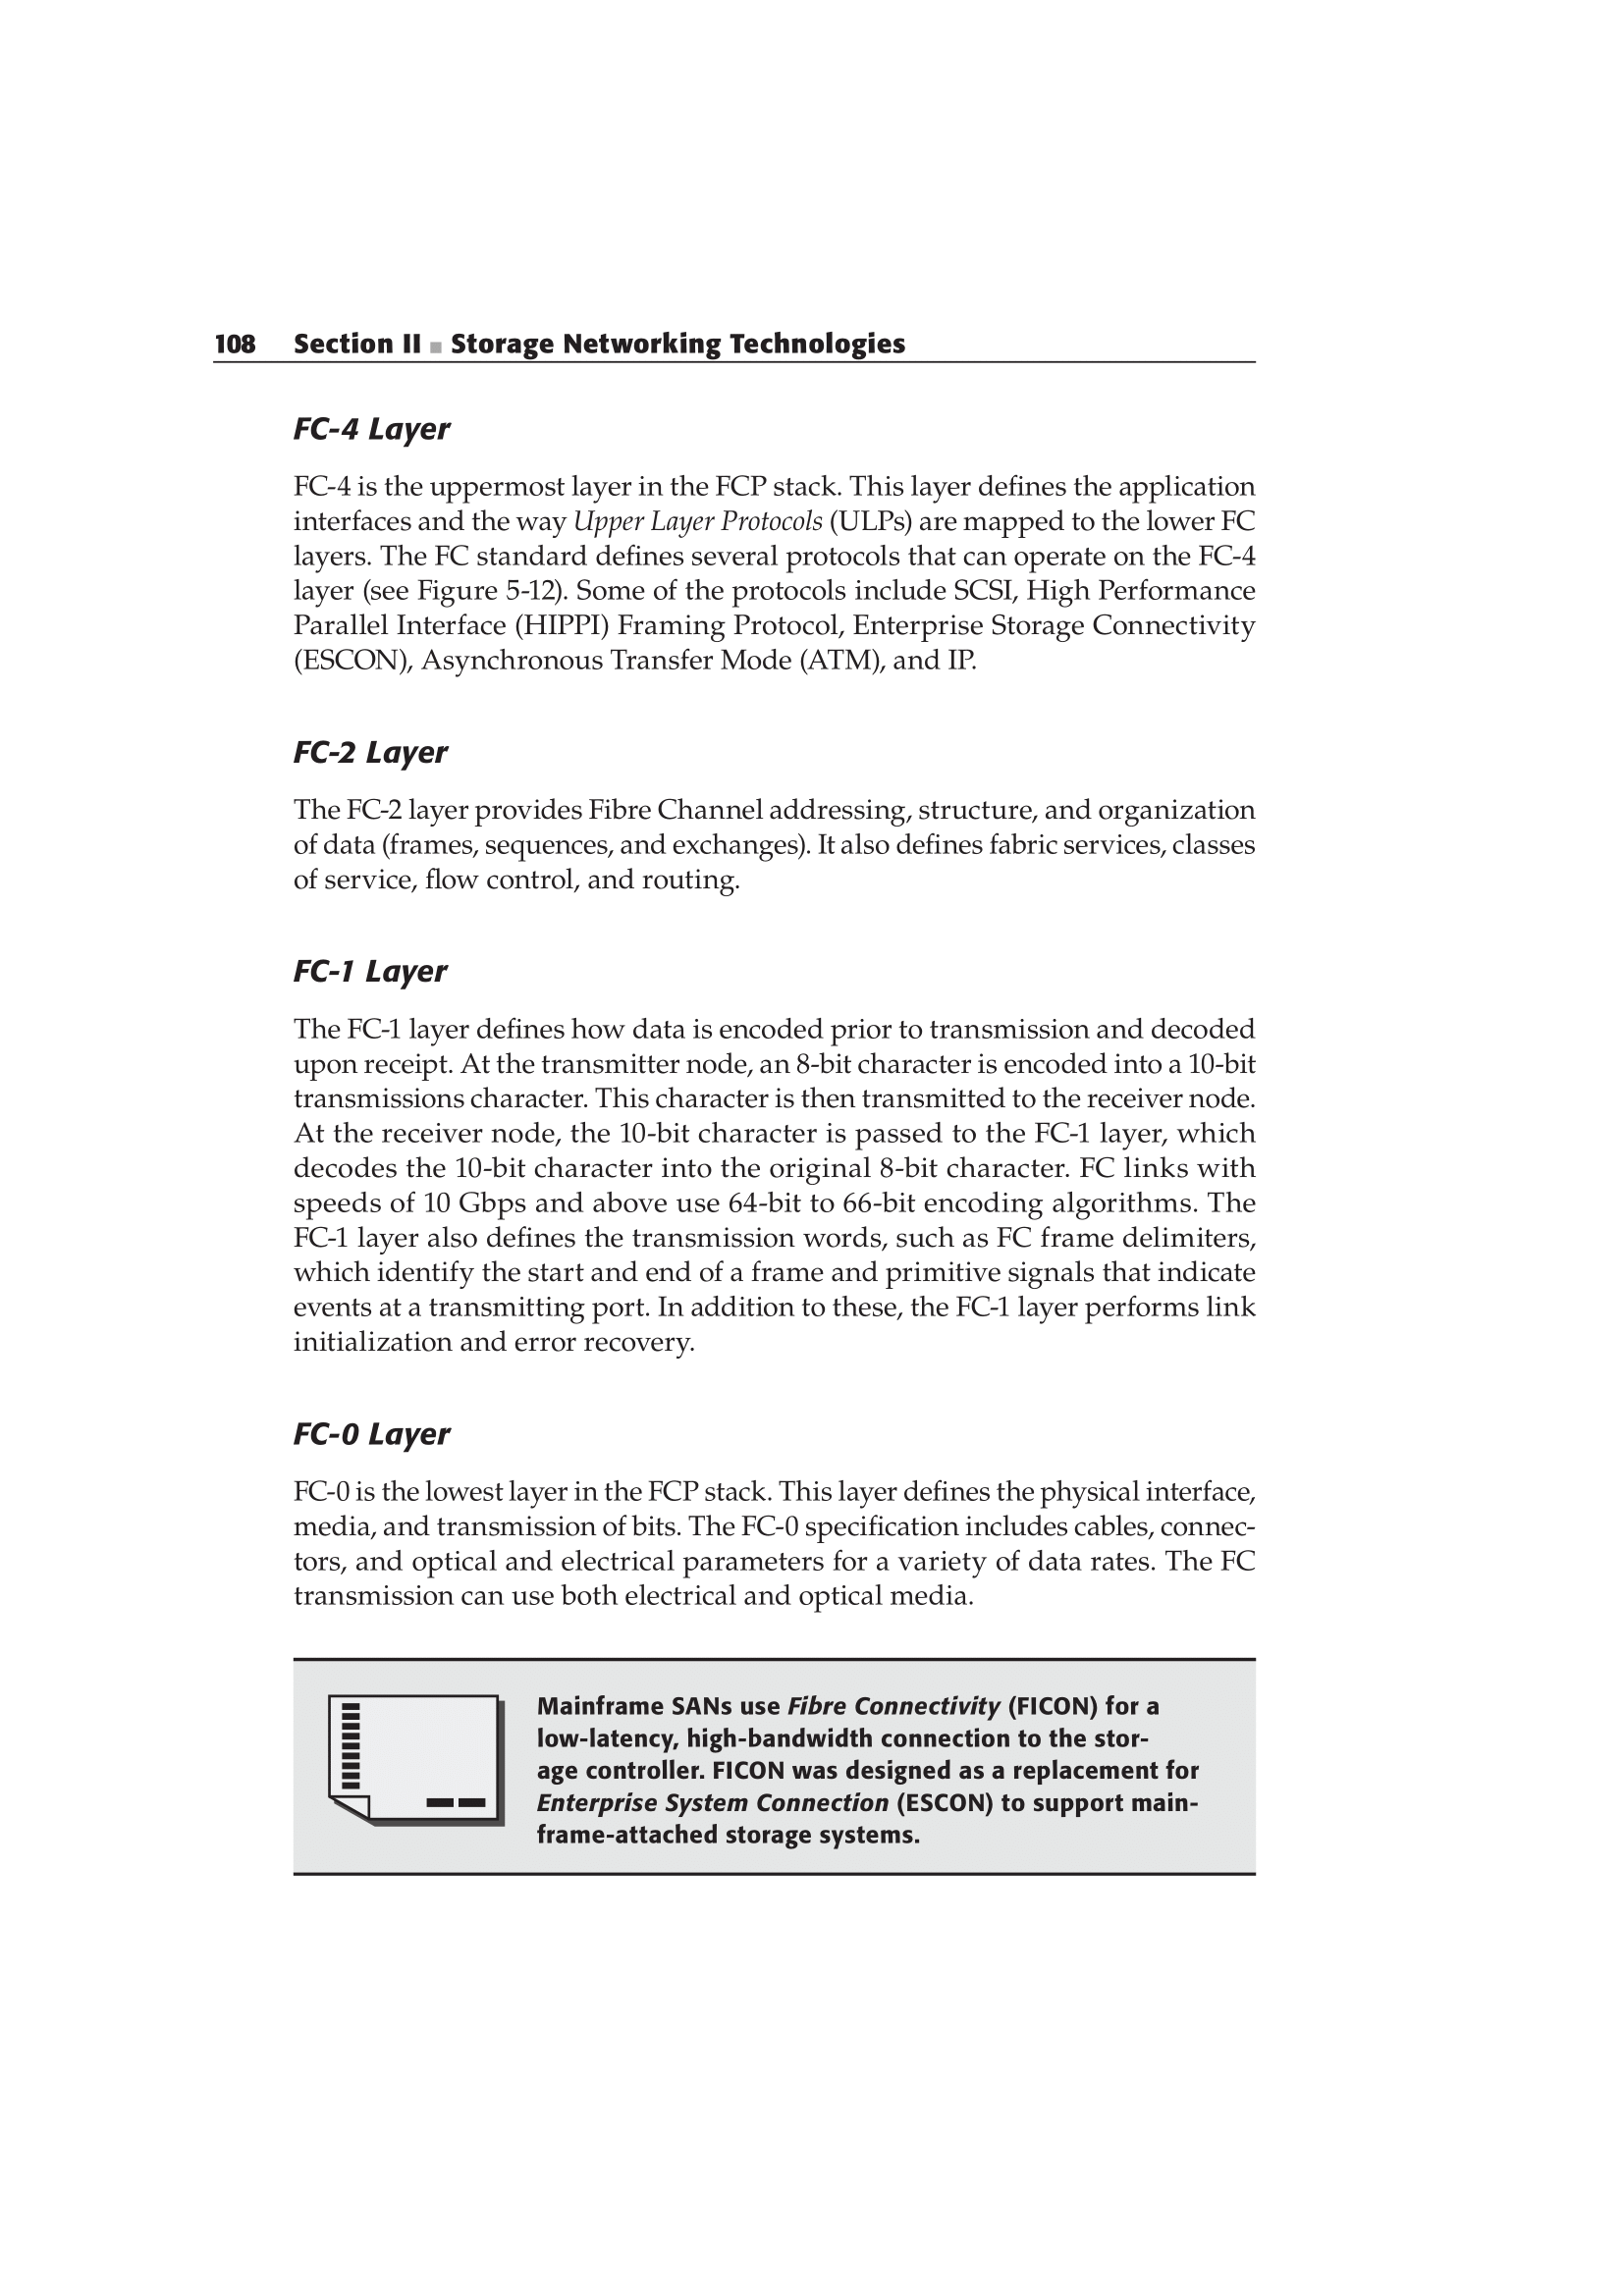 108 Section II ■ Storage Networking Technologies
FC-4 Layer
FC-4 is the uppermost layer in the FCP stack. This layer defines the application
interfaces and the way Upper Layer Protocols (ULPs) are mapped to the lower FC
layers. The FC standard defines several protocols that can operate on the FC-4
layer (see Figure 5-12). Some of the protocols include SCSI, High Performance
Parallel Interface (HIPPI) Framing Protocol, Enterprise Storage Connectivity
(ESCON), Asynchronous Transfer Mode (ATM), and IP.
FC-2 Layer
The FC-2 layer provides Fibre Channel addressing, structure, and organization
of data (frames, sequences, and exchanges). It also defines fabric services, classes
of service, flow control, and routing.
FC-1 Layer
The FC-1 layer defines how data is encoded prior to transmission and decoded
upon receipt. At the transmitter node, an 8-bit character is encoded into a 10-bit
transmissions character. This character is then transmitted to the receiver node.
At the receiver node, the 10-bit character is passed to the FC-1 layer, which
decodes the 10-bit character into the original 8-bit character. FC links with
speeds of 10 Gbps and above use 64-bit to 66-bit encoding algorithms. The
FC-1 layer also defines the transmission words, such as FC frame delimiters,
which identify the start and end of a frame and primitive signals that indicate
events at a transmitting port. In addition to these, the FC-1 layer performs link
initialization and error recovery.
FC-0 Layer
FC-0 is the lowest layer in the FCP stack. This layer defines the physical interface,
media, and transmission of bits. The FC-0 specification includes cables, connec-
tors, and optical and electrical parameters for a variety of data rates. The FC
transmission can use both electrical and optical media.
Mainframe SANs use Fibre Connectivity (FICON) for a
low-latency, high-bandwidth connection to the stor-
age controller. FICON was designed as a replacement for
Enterprise System Connection (ESCON) to support main-
frame-attached storage systems.